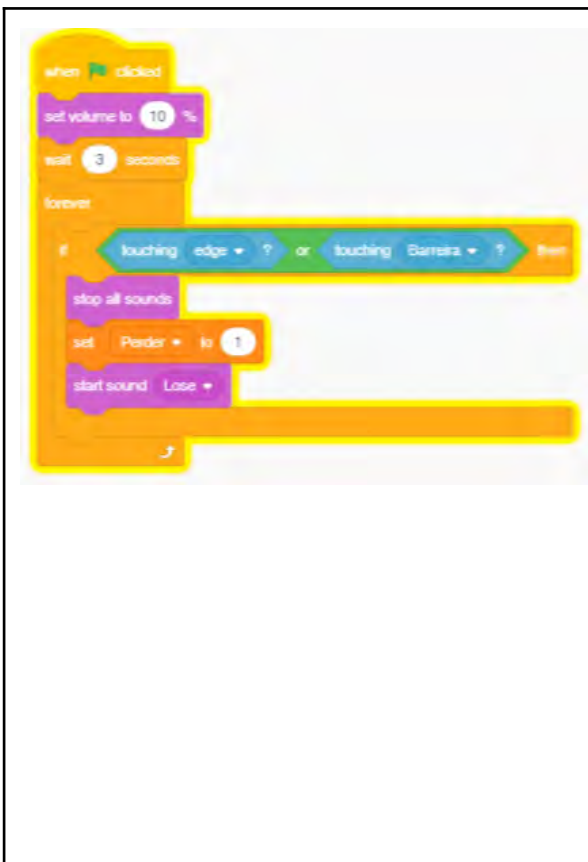 when clicked
set volume to 10 %
wait 3 seconds
forever
if touching edge ? or touching Barreira ? then
stop all sounds
set Perder to 1
start sound Lose